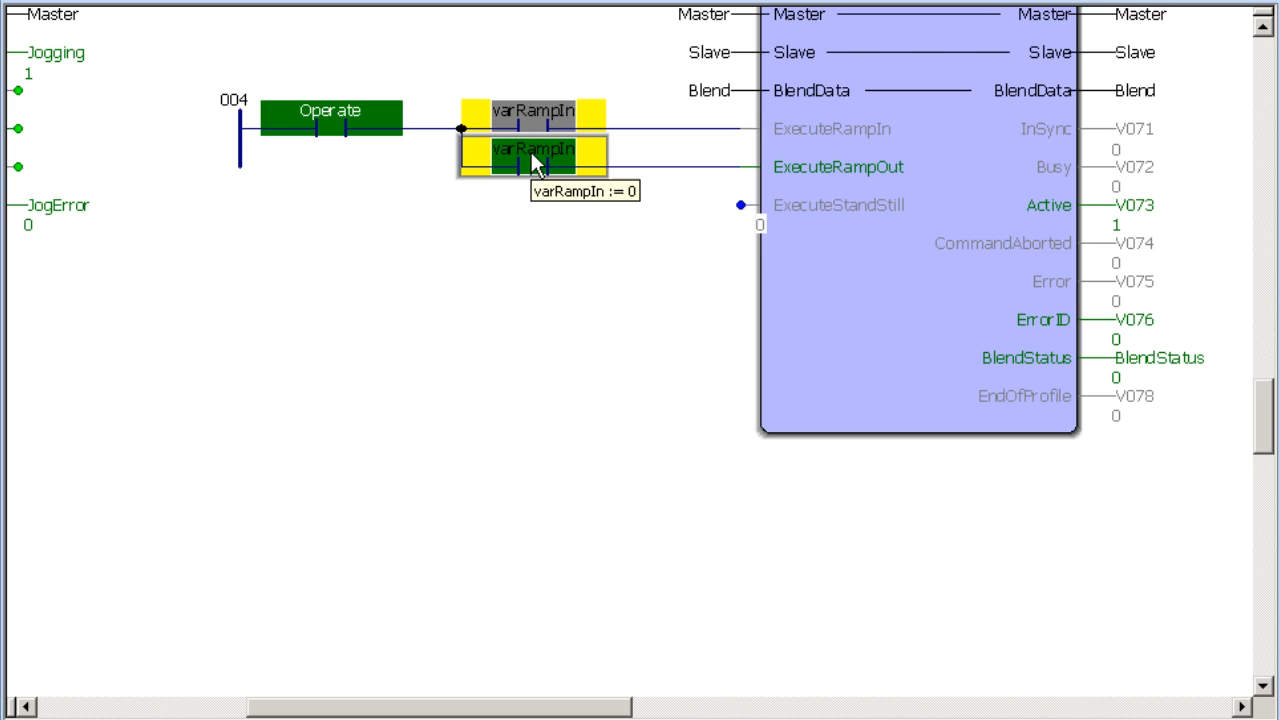 Master Master Master Master Master
Jogging Slave Slave Slave Slave
1
004 Blend BlendData BlendData Blend
Operate varRampIn ExecuteRampIn InSync V071
0
varRampIn ExecuteRampOut Busy V072
varRampIn := 0 0
JogError ExecuteStandStill Active V073
0 0 1
CommandAborted V074
0
Error V075
0
ErrorID V076
0
BlendStatus BlendStatus
0
EndOfProfile V078
0